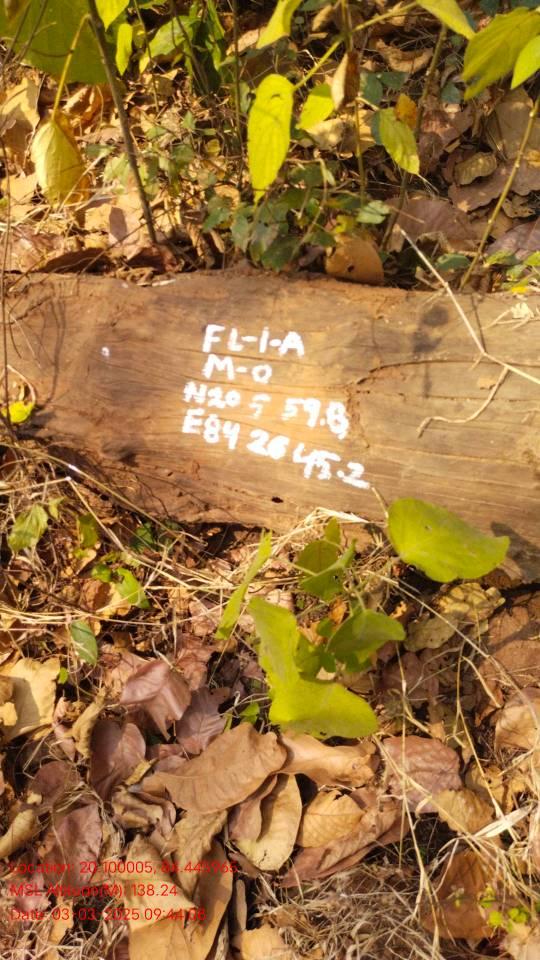 FL-1-A
M-0
N20 5 59.8
E84 26 45.2
Location: 20.100005, 84.445965
MSL Altitude(M): 138.24
Date: 03-03-2025 09:44:08